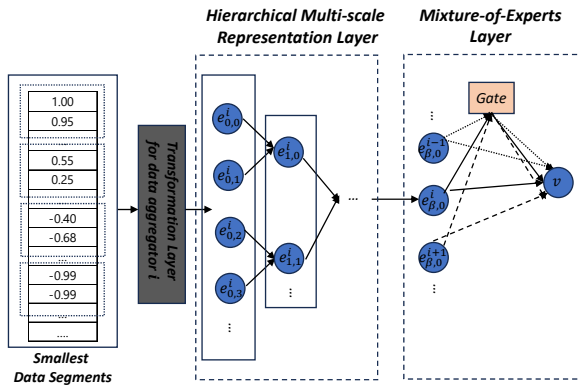 Hierarchical Multi-scale
Representation Layer
Mixture-of-Experts
Layer
1.00
0.95
...
0.55
0.25
...
-0.40
-0.68
...
-0.99
-0.99
...
....
Smallest
Data Segments
Transformation Layer
for data aggregator i
e^i_{0,0}
e^i_{0,1}
e^i_{0,2}
e^i_{0,3}
...
e^i_{1,0}
e^i_{1,1}
...
...
Gate
...
e^{i-1}_{β,0}
e^i_{β,0}
e^{i+1}_{β,0}
...
v